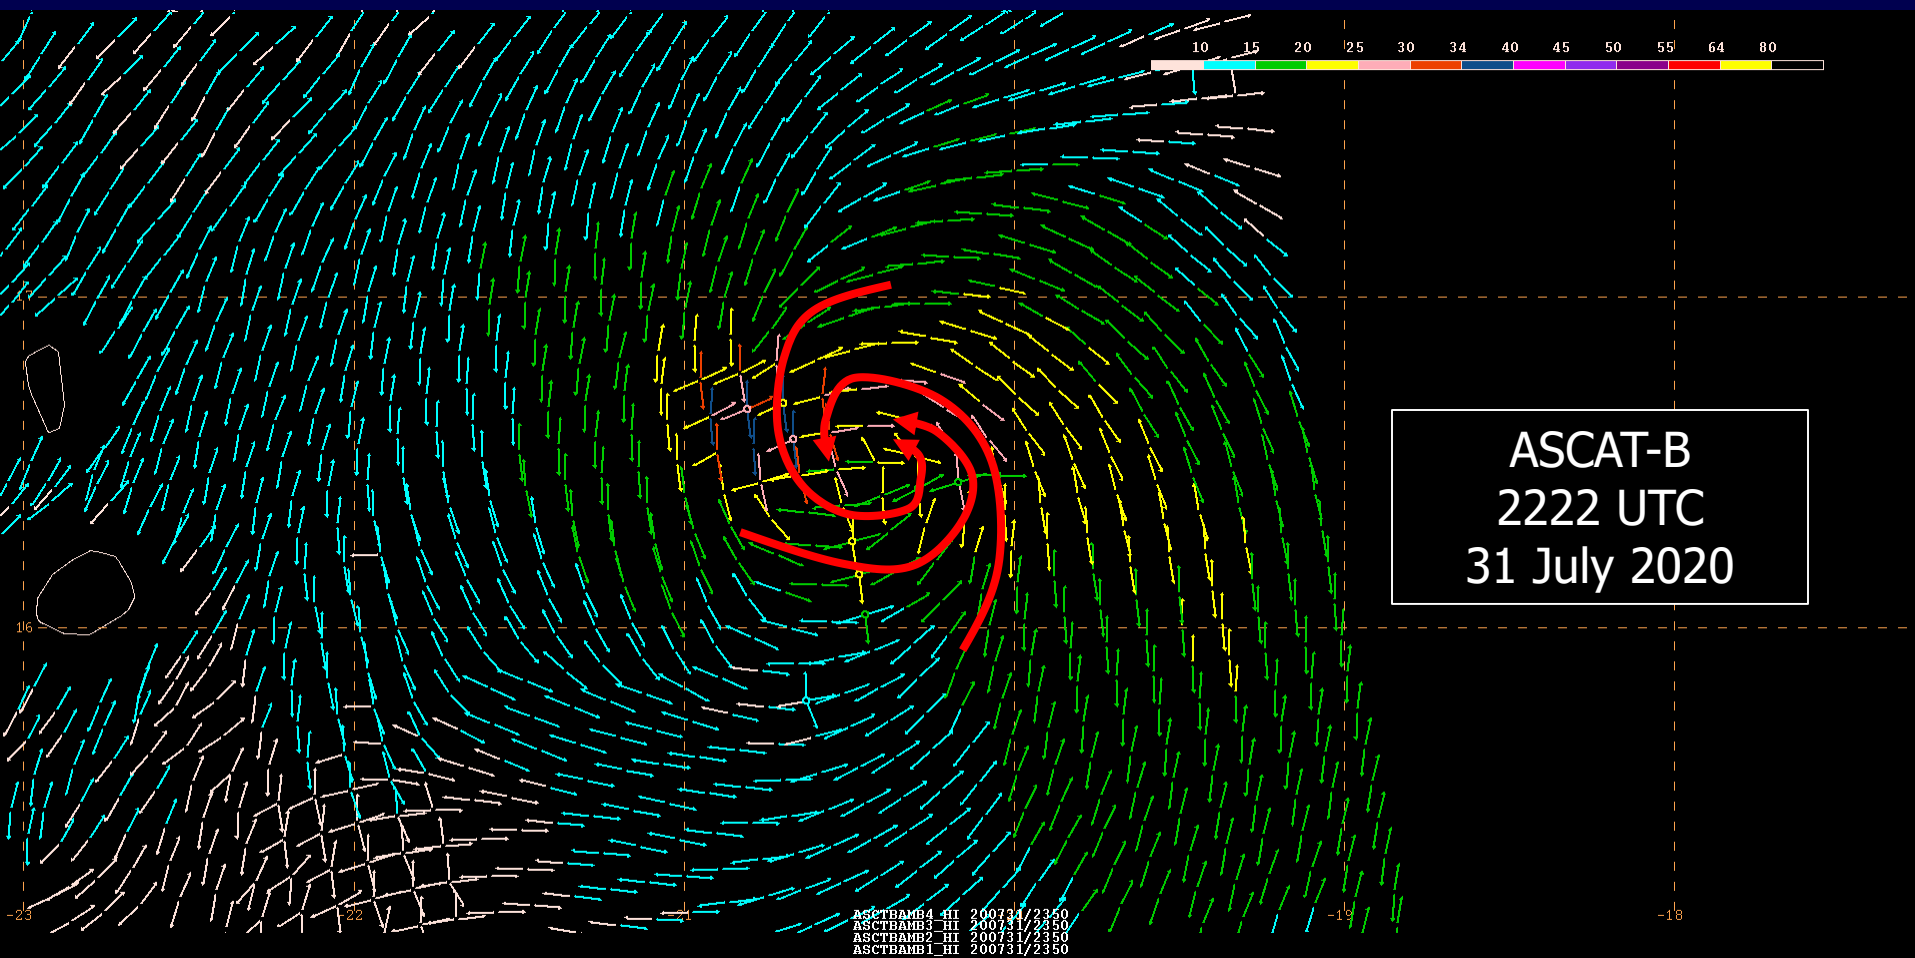 10 15 20 25 30 34 40 45 50 55 64 80
17
ASCAT-B
2222 UTC
31 July 2020
16
-23 -22 -21 -19 -18
ASCTBAMB4_HI 200731/2350
ASCTBAMB3_HI 200731/2350
ASCTBAMB2_HI 200731/2350
ASCTBAMB1_HI 200731/2350